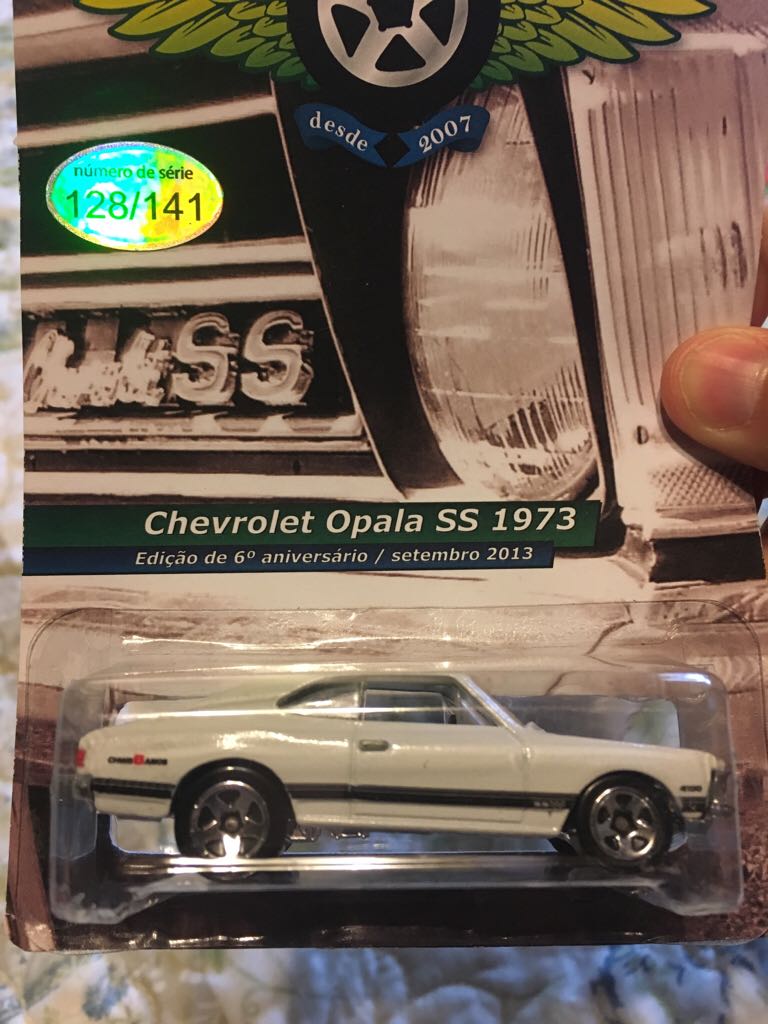 desde 2007
número de série
128/141
SS
Chevrolet Opala SS 1973
Edição de 6º aniversário / setembro 2013